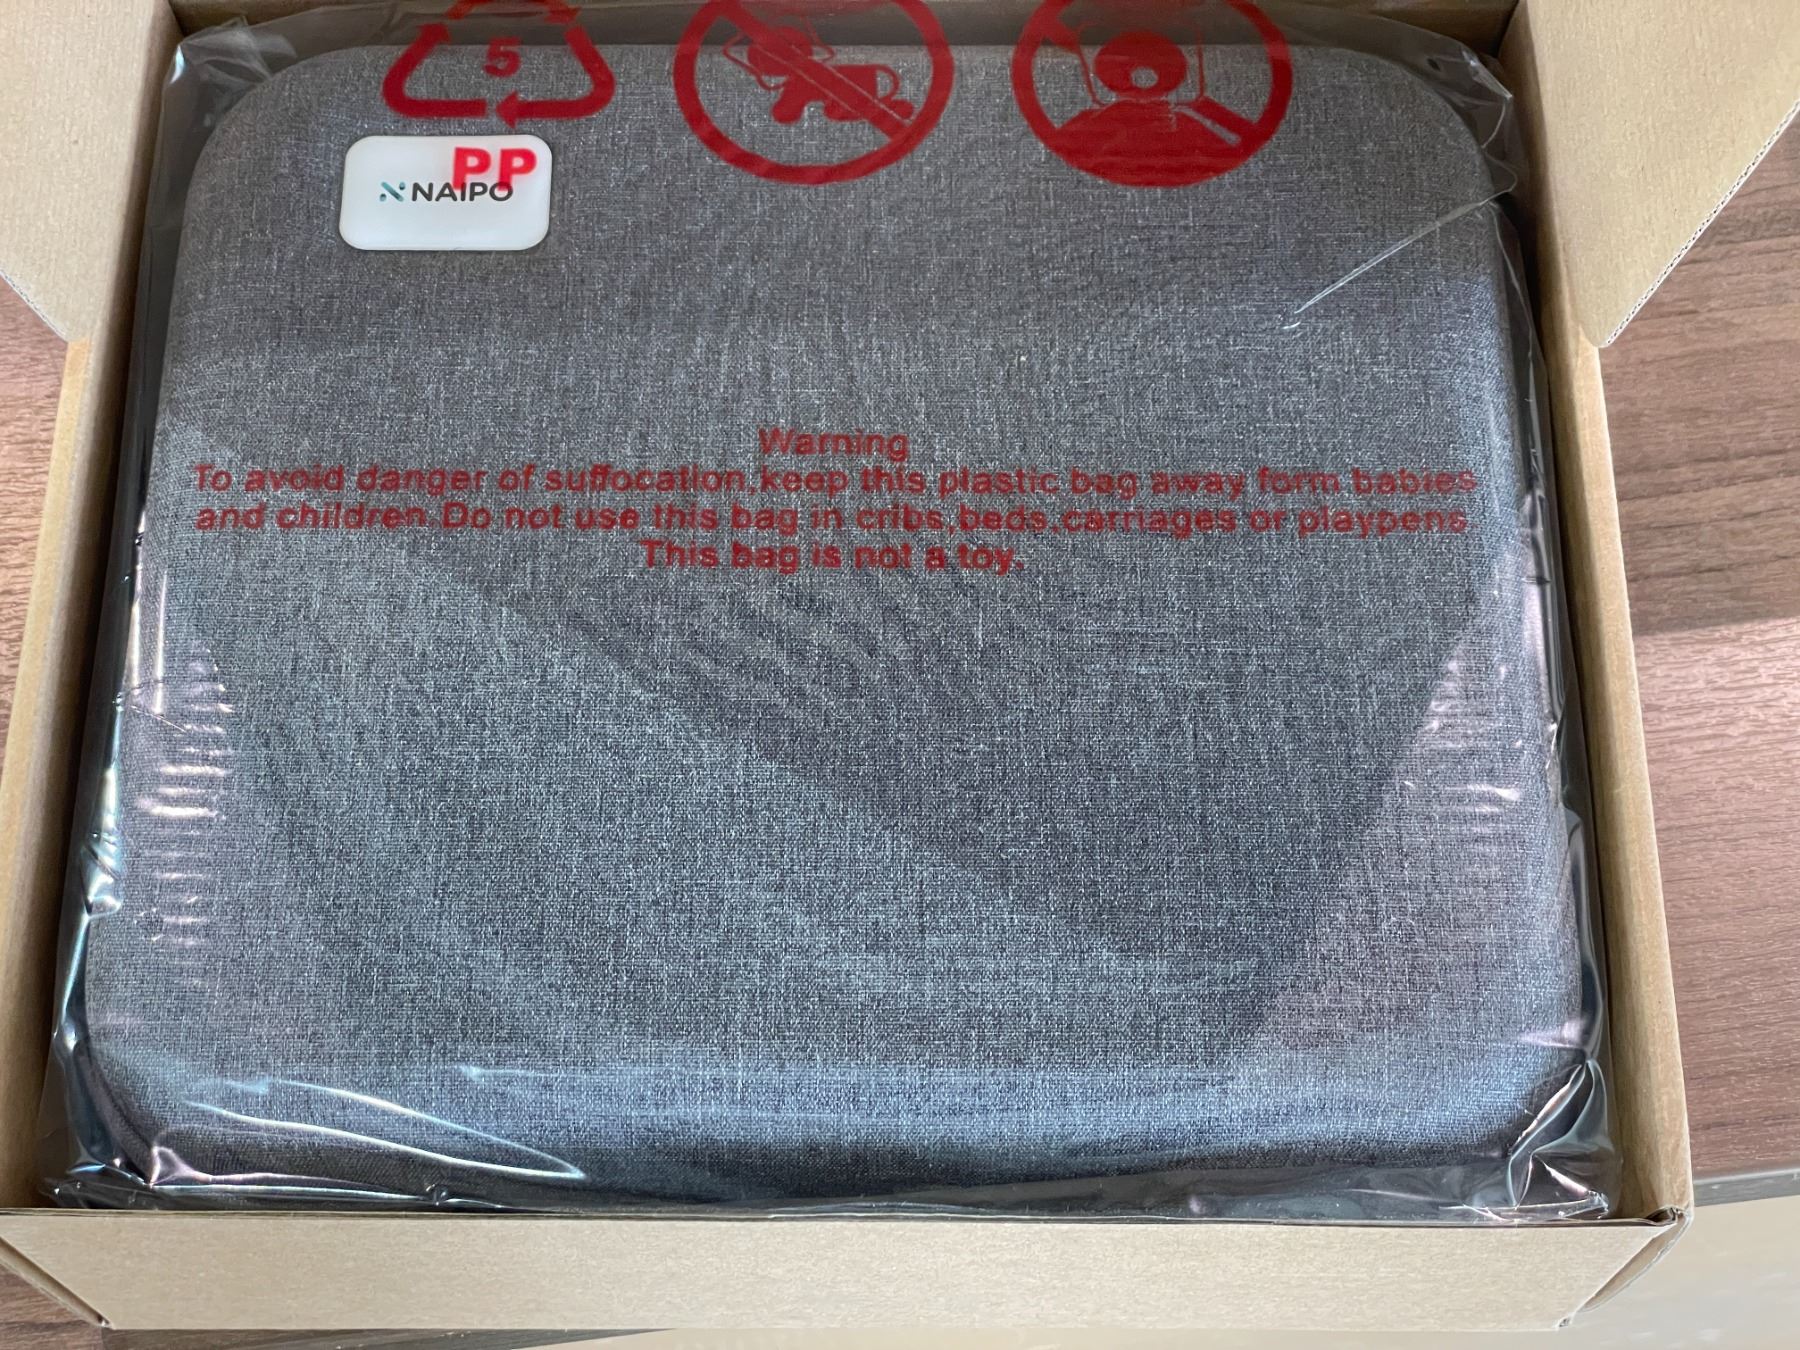 5
PP
NAIPO
Warning
To avoid danger of suffocation,keep this plastic bag away form babies
and children.Do not use this bag in cribs,beds.carriages or playpens.
This bag is not a toy.